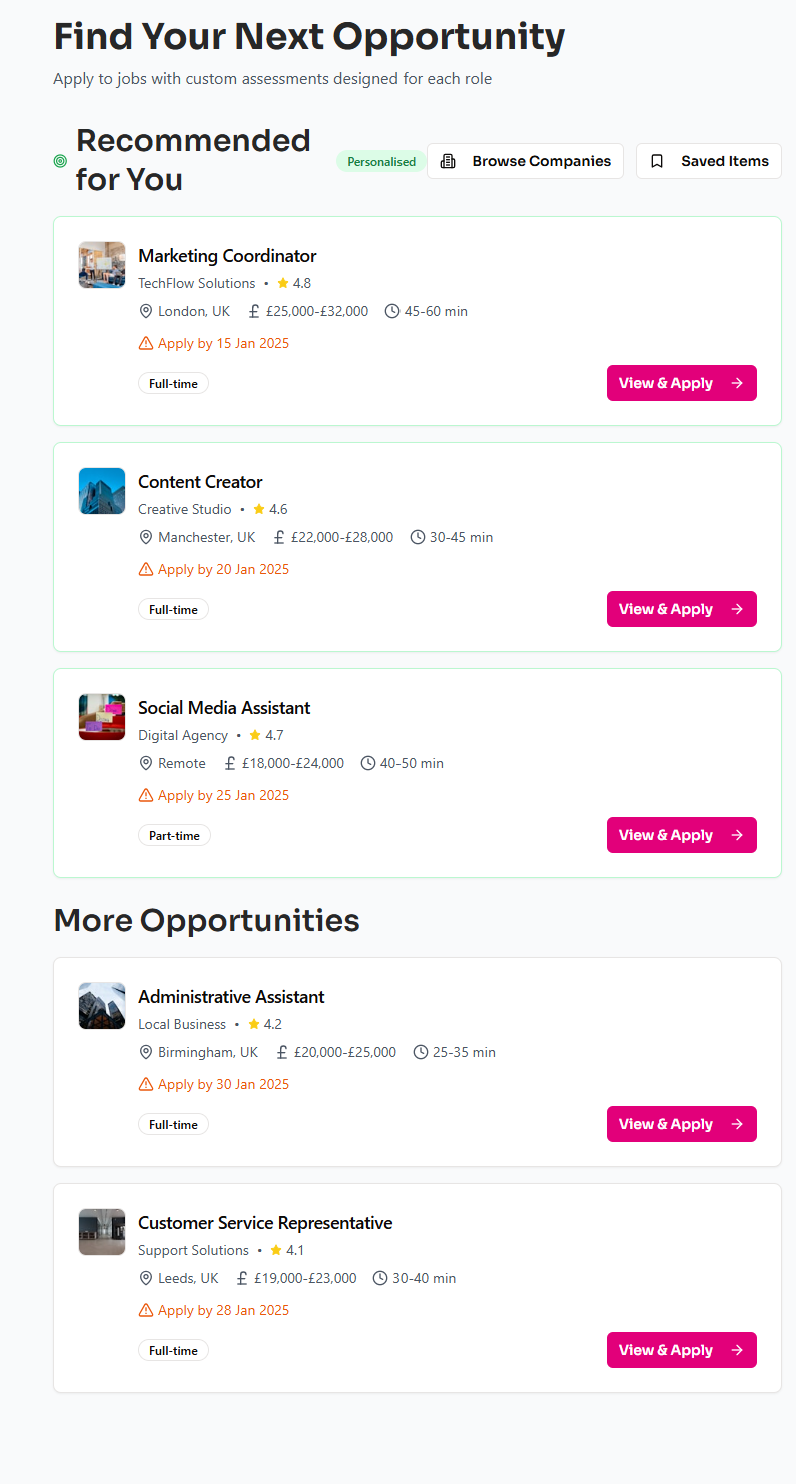 Find Your Next Opportunity
Apply to jobs with custom assessments designed for each role
Recommended
for You
Personalised
Browse Companies
Saved Items
Marketing Coordinator
TechFlow Solutions • 4.8
London, UK £25,000-£32,000 45-60 min
Apply by 15 Jan 2025
Full-time
View & Apply
Content Creator
Creative Studio • 4.6
Manchester, UK £22,000-£28,000 30-45 min
Apply by 20 Jan 2025
Full-time
View & Apply
Social Media Assistant
Digital Agency • 4.7
Remote £18,000-£24,000 40-50 min
Apply by 25 Jan 2025
Part-time
View & Apply
More Opportunities
Administrative Assistant
Local Business • 4.2
Birmingham, UK £20,000-£25,000 25-35 min
Apply by 30 Jan 2025
Full-time
View & Apply
Customer Service Representative
Support Solutions • 4.1
Leeds, UK £19,000-£23,000 30-40 min
Apply by 28 Jan 2025
Full-time
View & Apply